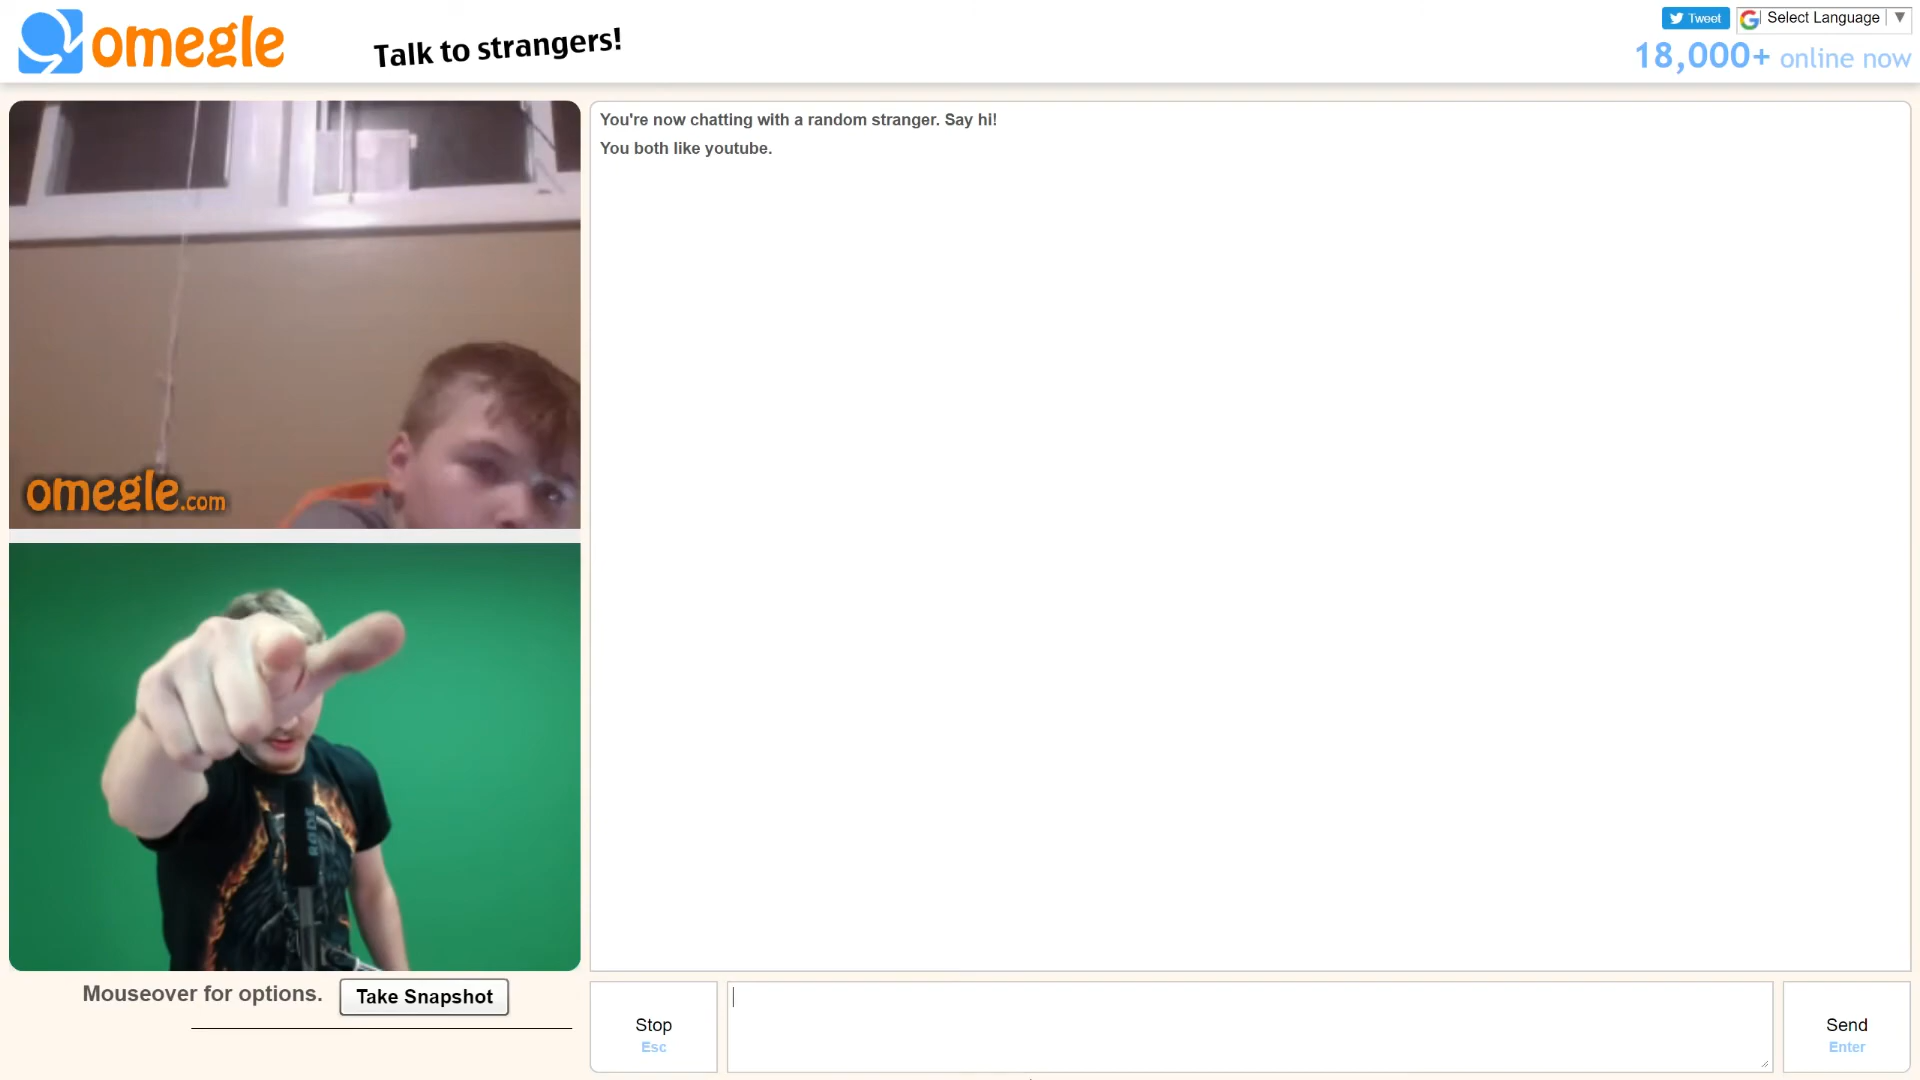 omegle
Talk to strangers!
Tweet
Select Language
18,000+ online now
You're now chatting with a random stranger. Say hi!
You both like youtube.
omegle.com
RODE
Mouseover for options.
Take Snapshot
Stop
Esc
Send
Enter